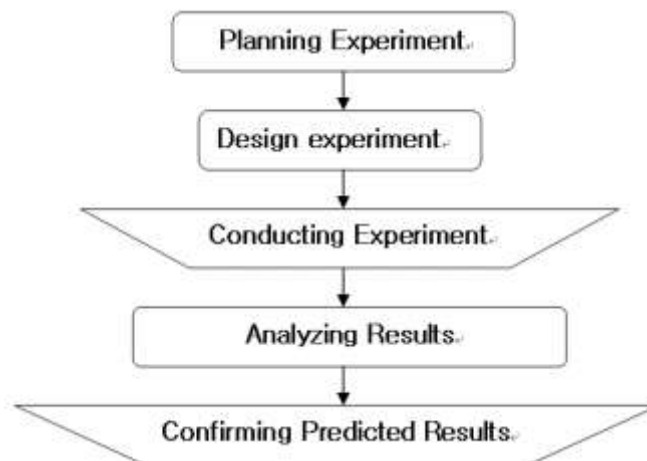 Planning Experiment
Design experiment
Conducting Experiment
Analyzing Results
Confirming Predicted Results